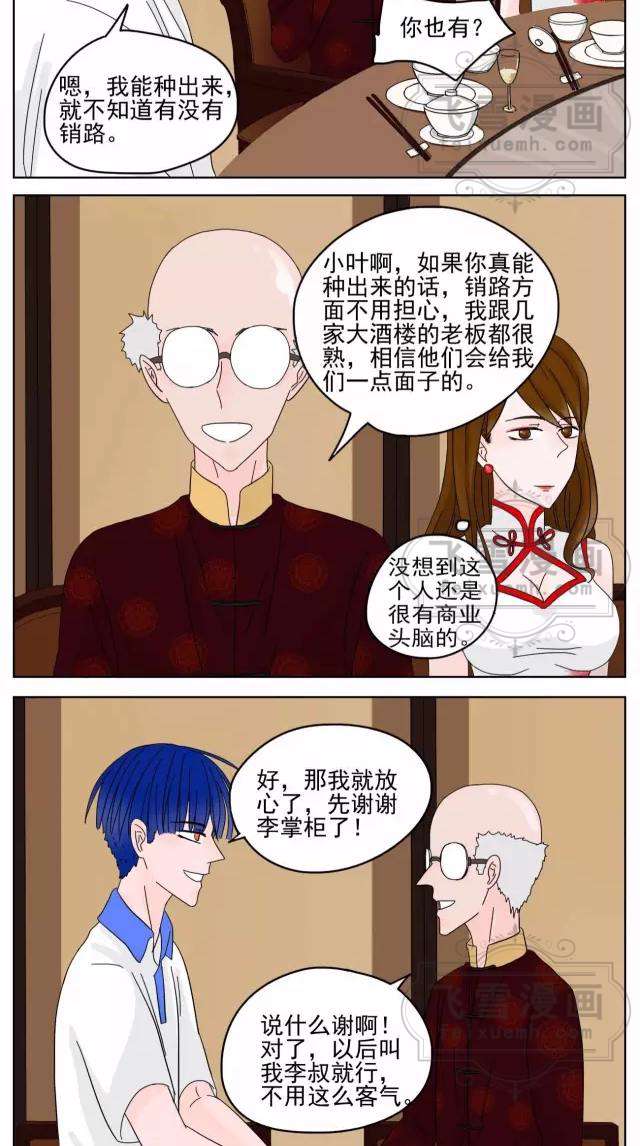 你也有？
嗯，我能种出来，
就不知道有没有
销路。
飞雪漫画
feixuemh.com
小叶啊，如果你真能
种出来的话，销路方
面不用担心，我跟几
家大酒楼的老板都很
熟，相信他们会给我
们一点面子的。
飞雪漫画
feixuemh.com
没想到这
个人还是
很有商业
头脑的。
好，那我就放
心了，先谢谢
李掌柜了！
飞雪漫画
feixuemh.com
说什么谢啊！
对了，以后叫
我李叔就行，
不用这么客气。